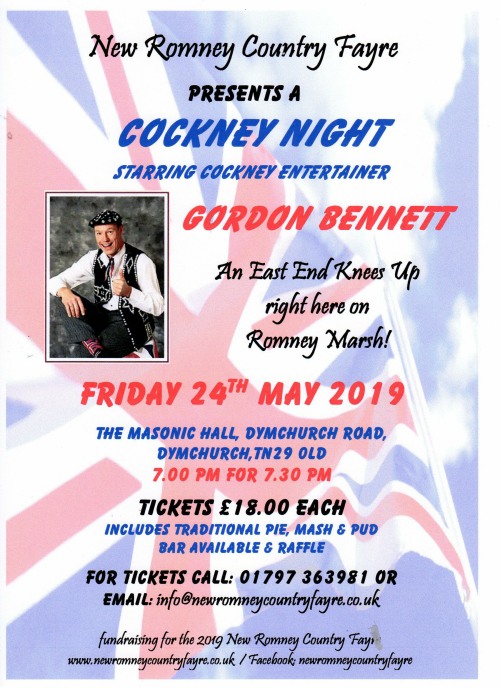 New Romney Country Fayre
PRESENTS A
COCKNEY NIGHT
STARRING COCKNEY ENTERTAINER
GORDON BENNETT
An East End Knees Up
right here on
Romney Marsh!
FRIDAY 24TH MAY 2019
THE MASONIC HALL, DYMCHURCH ROAD,
DYMCHURCH,TN29 0LD
7.00 PM FOR 7.30 PM
TICKETS £18.00 EACH
INCLUDES TRADITIONAL PIE, MASH & PUD
BAR AVAILABLE & RAFFLE
FOR TICKETS CALL: 01797 363981 OR
EMAIL: info@newromneycountryfayre.co.uk
fundraising for the 2019 New Romney Country Fayr
www.newromneycountryfayre.co.uk / Facebook: newromneycountryfayre